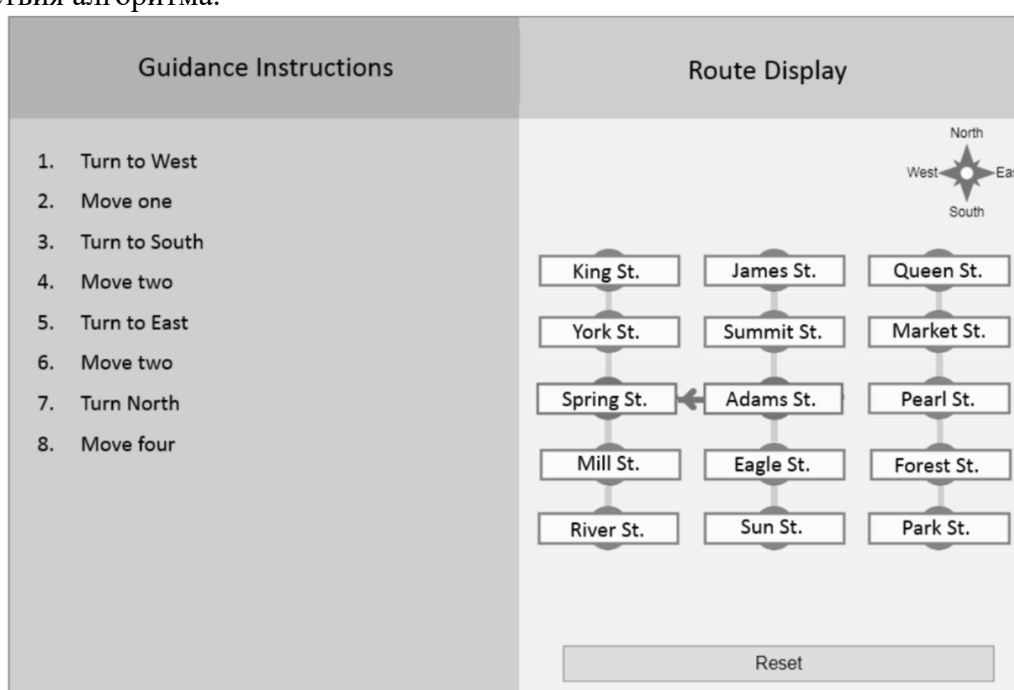 алгоритма.
Guidance Instructions
Route Display
1. Turn to West
2. Move one
3. Turn to South
4. Move two
5. Turn to East
6. Move two
7. Turn North
8. Move four
North
West
South
King St. James St. Queen St.
York St. Summit St. Market St.
Spring St. Adams St. Pearl St.
Mill St. Eagle St. Forest St.
River St. Sun St. Park St.
Reset